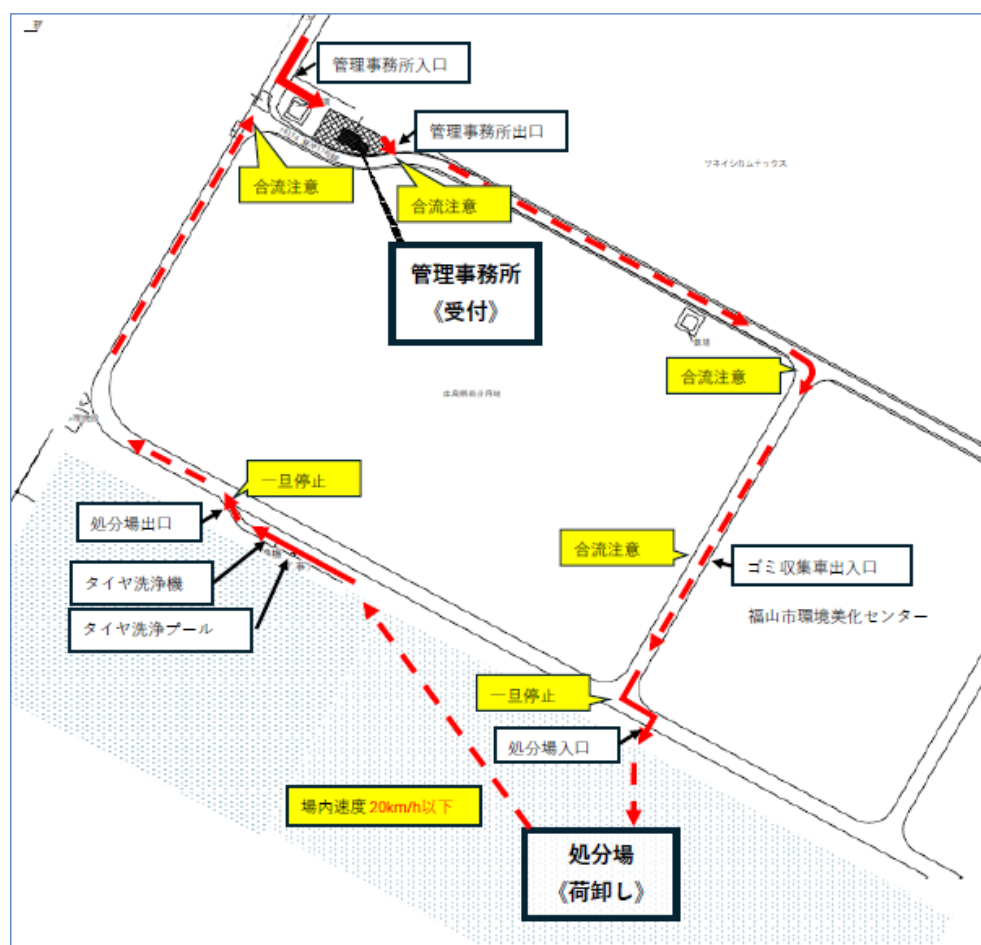 管理事務所入口
管理事務所出口
ツネイシカムテックス
合流注意
合流注意
管理事務所
《受付》
合流注意
一旦停止
処分場出口
合流注意
タイヤ洗浄機
ゴミ収集車出入口
タイヤ洗浄プール
福山市環境美化センター
一旦停止
処分場入口
場内速度 20km/h以下
処分場
《荷卸し》